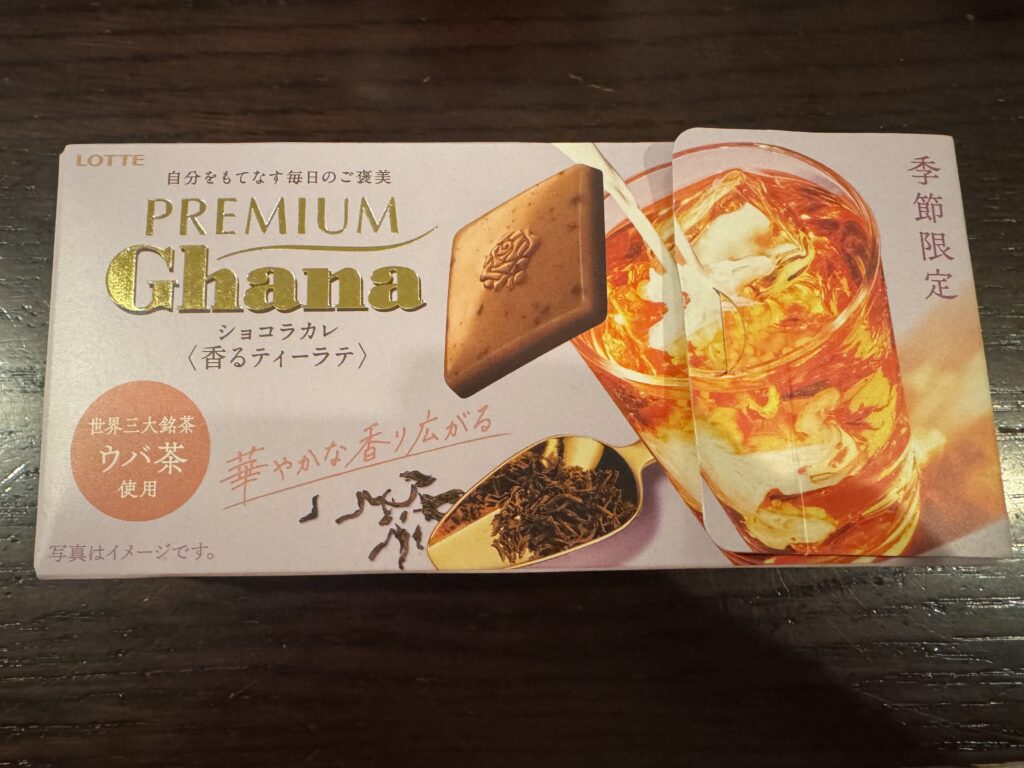 LOTTE
自分をもてなす毎日のご褒美
PREMIUM
Ghana
ショコラカレ
〈香るティーラテ〉
世界三大銘茶
ウバ茶
使用
華やかな香り広がる
写真はイメージです。
季節限定